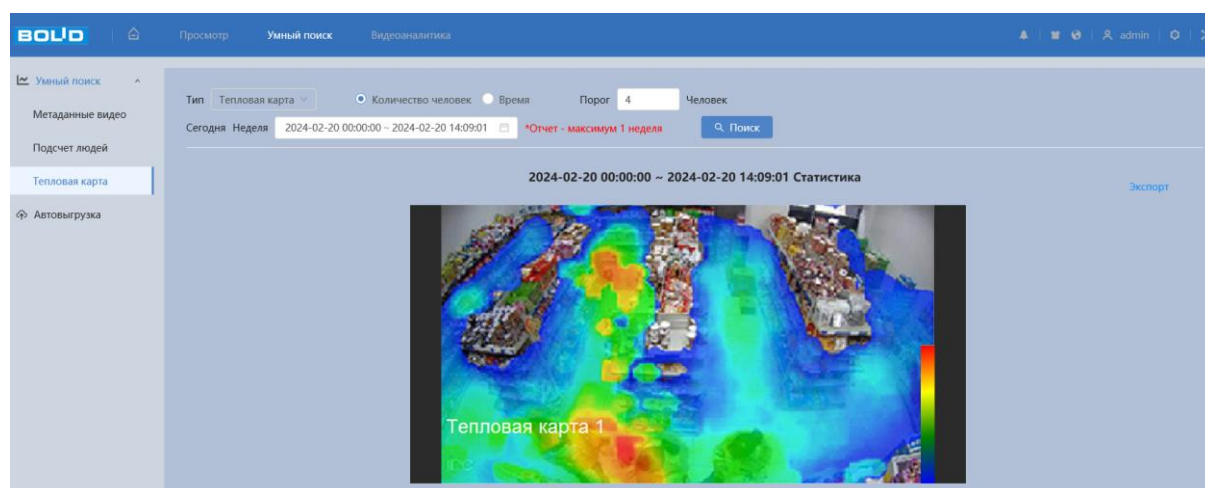 BOLID Просмотр Умный поиск Видеоаналитика admin
Умный поиск
Метаданные видео
Подсчет людей
Тепловая карта
Автовыгрузка
Тип Тепловая карта Количество человек Время Порог 4 Человек
Сегодня Неделя 2024-02-20 00:00:00 ~ 2024-02-20 14:09:01 *Отчет - максимум 1 неделя Поиск
2024-02-20 00:00:00 ~ 2024-02-20 14:09:01 Статистика
Экспорт
Тепловая карта 1
IPC